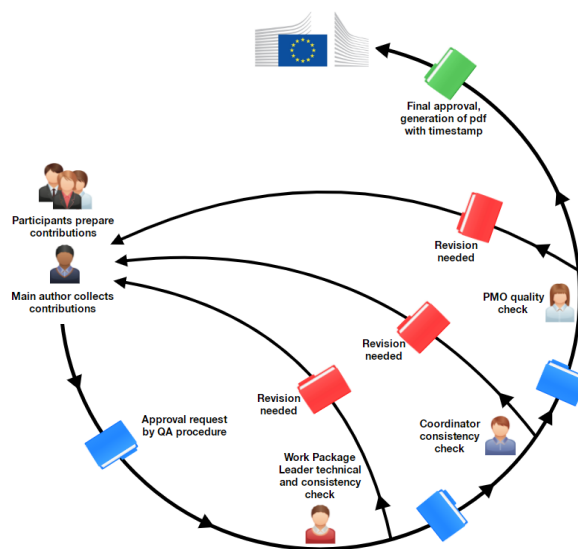 Final approval,
generation of pdf
with timestamp
Participants prepare
contributions
Main author collects
contributions
Revision
needed
PMO quality
check
Revision
needed
Revision
needed
Approval request
by QA procedure
Coordinator
consistency
check
Work Package
Leader technical
and consistency
check